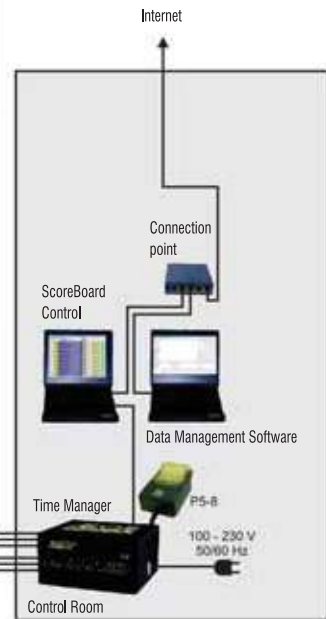 Internet
Connection
point
ScoreBoard
Control
Data Management Software
Time Manager
P5-8
100 - 230 V
50/60 Hz
Control Room